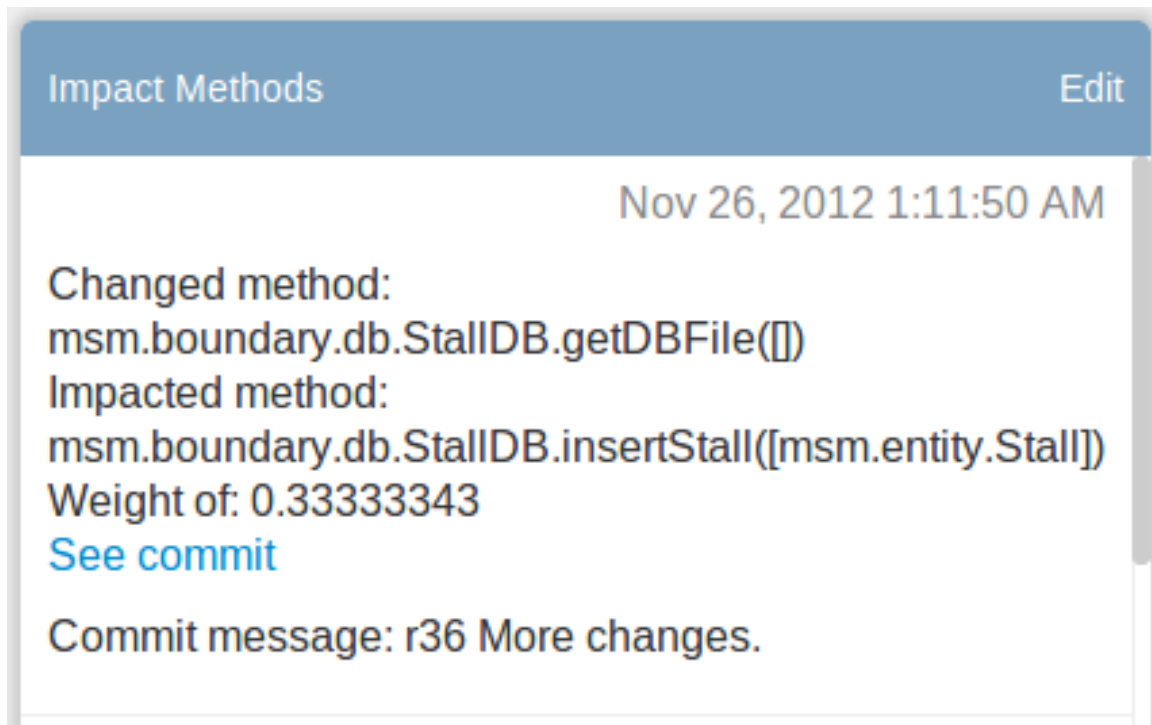 Impact Methods Edit
Nov 26, 2012 1:11:50 AM
Changed method:
msm.boundary.db.StallDB.getDBFile([])
Impacted method:
msm.boundary.db.StallDB.insertStall([msm.entity.Stall])
Weight of: 0.33333343
See commit
Commit message: r36 More changes.